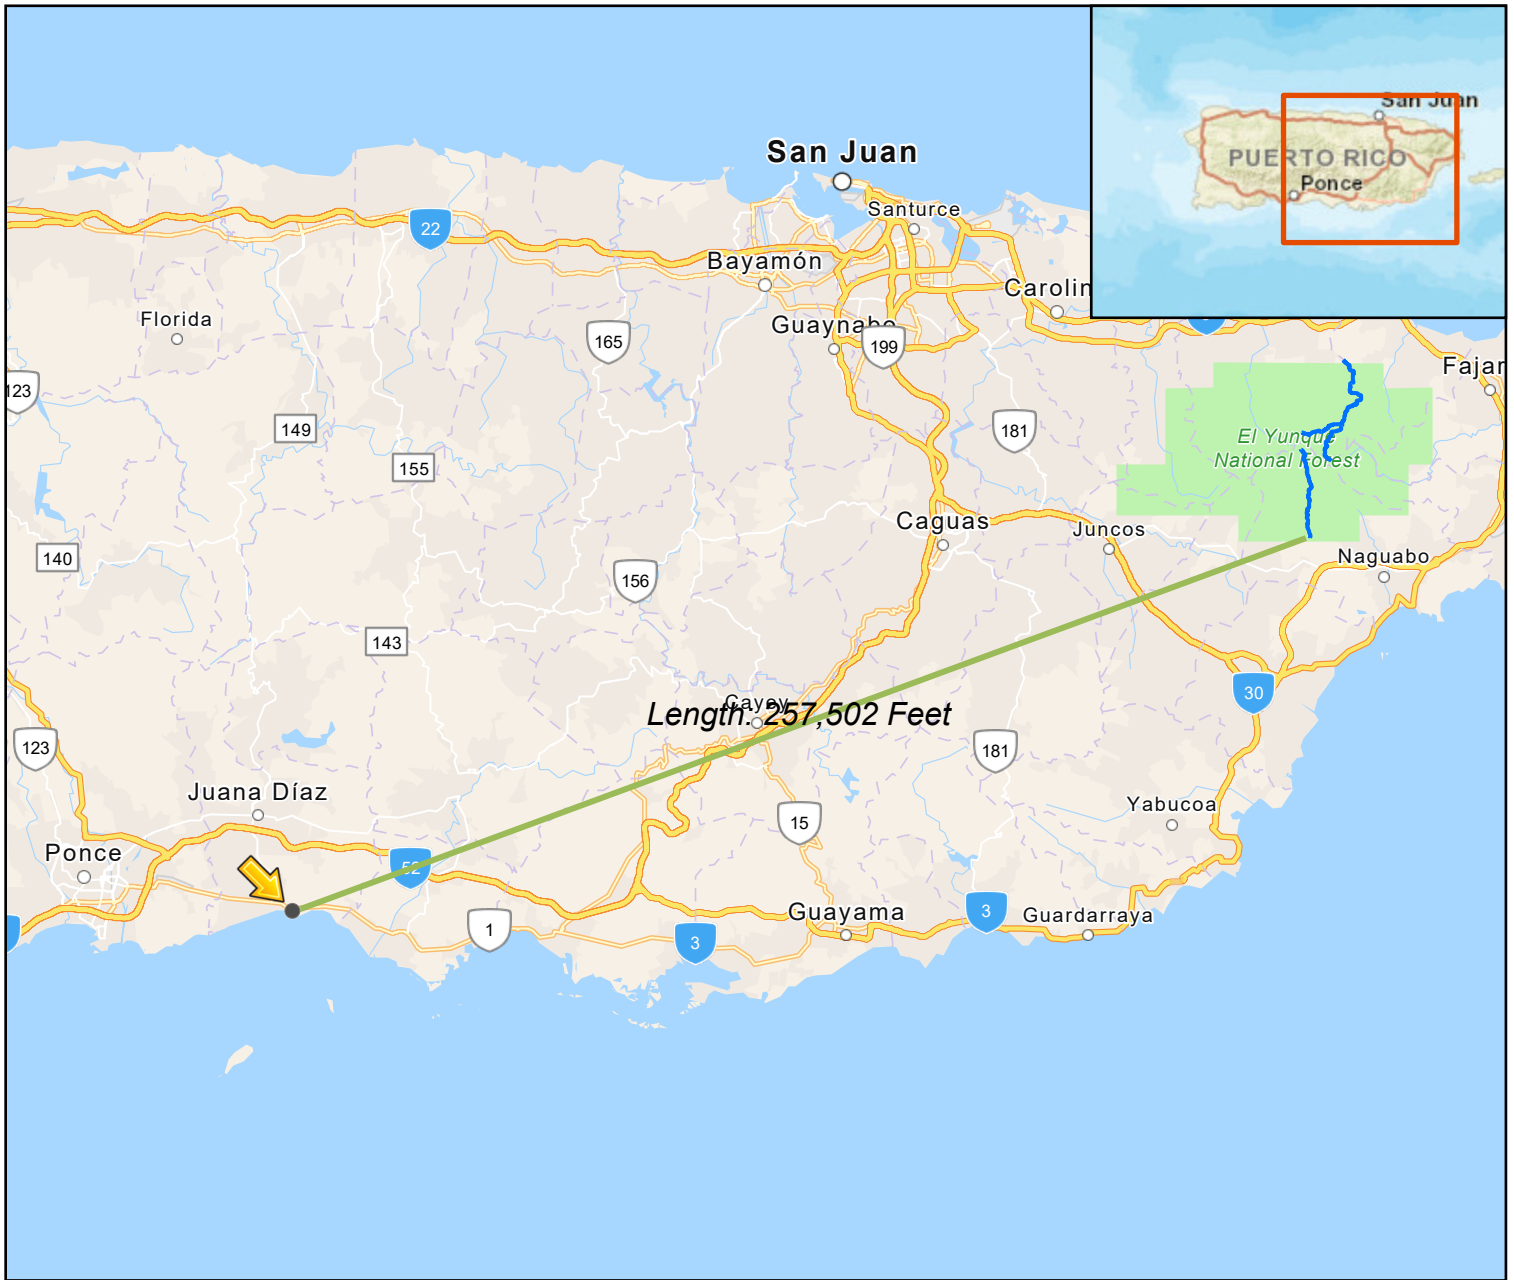 San Juan
PUERTO RICO
Ponce
San Juan
Santurce
22
Bayamón
Carolin
Florida
165
Guaynabo
199
Fajar
123
149
181
El Yunque
National Forest
155
Caguas
Juncos
140
Naguabo
156
143
30
Cayey
Length: 257,502 Feet
123
181
Juana Díaz
Yabucoa
15
Ponce
52
Guayama
3
Guardarraya
1
3